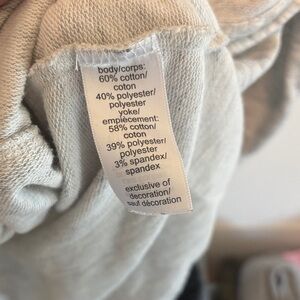 body/corps:
60% cotton/
coton
40% polyester/
polyester
yoke/
empiècement:
58% cotton/
coton
39% polyester/
polyester
3% spandex/
spandex
exclusive of
decoration/
sauf décoration